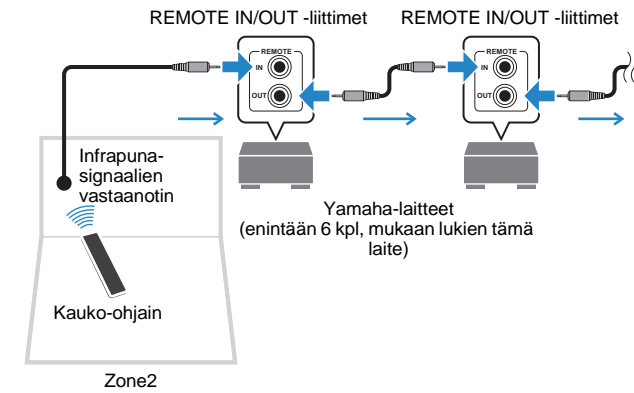 REMOTE IN/OUT -liittimet
REMOTE IN/OUT -liittimet
REMOTE
IN
OUT
REMOTE
IN
OUT
Infrapuna-
signaalien
vastaanotin
Yamaha-laitteet
(enintään 6 kpl, mukaan lukien tämä
laite)
Kauko-ohjain
Zone2